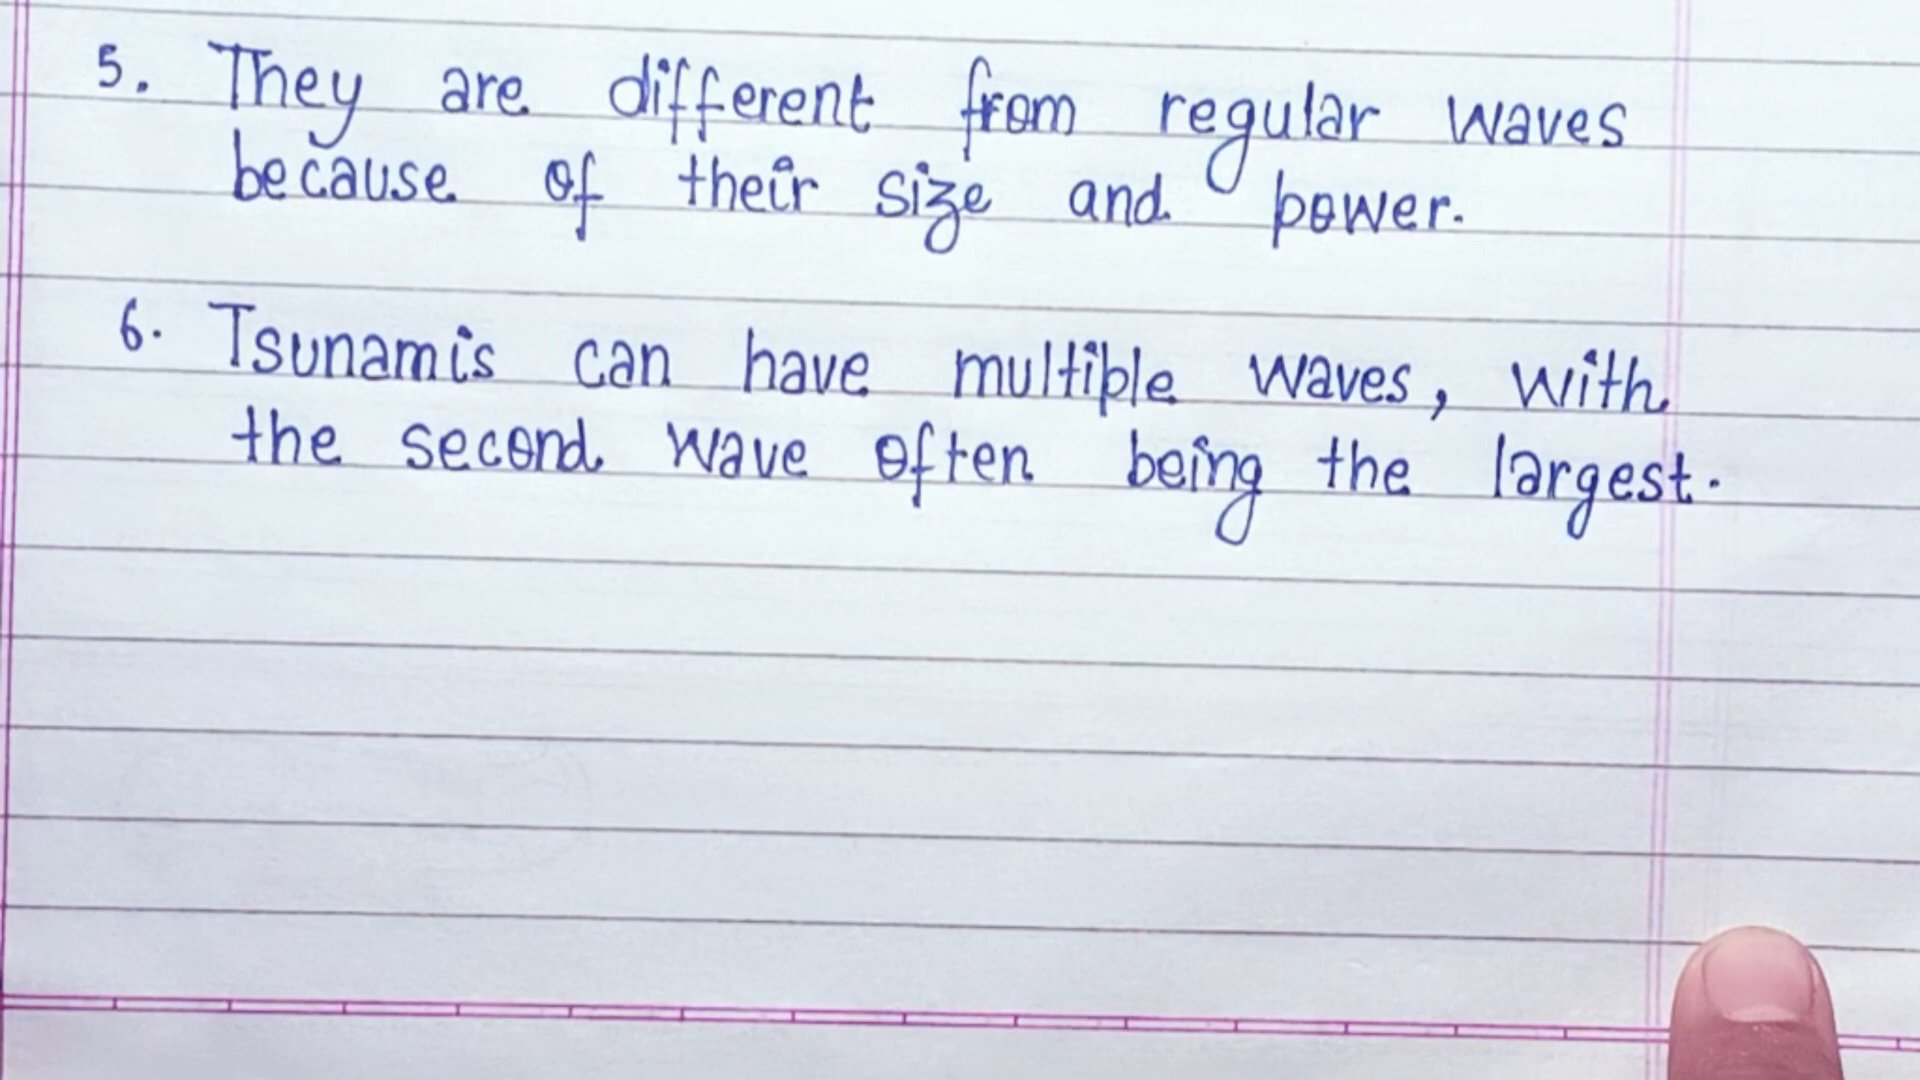 5. They are different from regular waves
because of their size and power.
6. Tsunamis can have multiple waves, with
the second wave often being the largest.